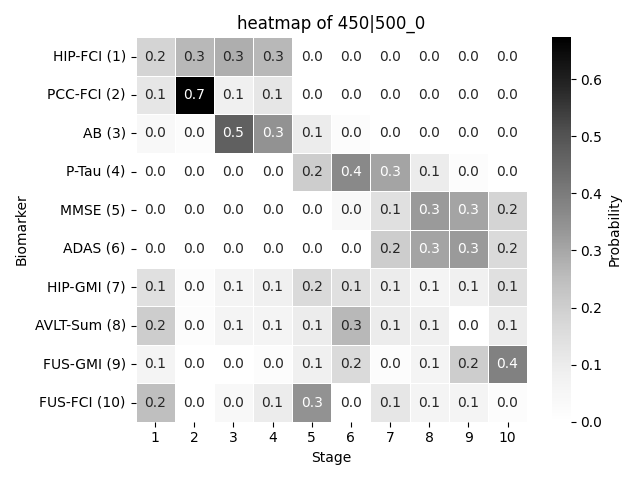 heatmap of 450|500_0
HIP-FCI (1) 0.2 0.3 0.3 0.3 0.0 0.0 0.0 0.0 0.0 0.0
PCC-FCI (2) 0.1 0.7 0.1 0.1 0.0 0.0 0.0 0.0 0.0 0.0
AB (3) 0.0 0.0 0.5 0.3 0.1 0.0 0.0 0.0 0.0 0.0
P-Tau (4) 0.0 0.0 0.0 0.0 0.2 0.4 0.3 0.1 0.0 0.0
MMSE (5) 0.0 0.0 0.0 0.0 0.0 0.0 0.1 0.3 0.3 0.2
ADAS (6) 0.0 0.0 0.0 0.0 0.0 0.0 0.2 0.3 0.3 0.2
HIP-GMI (7) 0.1 0.0 0.1 0.1 0.2 0.1 0.1 0.1 0.1 0.1
AVLT-Sum (8) 0.2 0.0 0.1 0.1 0.1 0.3 0.1 0.1 0.0 0.1
FUS-GMI (9) 0.1 0.0 0.0 0.0 0.1 0.2 0.0 0.1 0.2 0.4
FUS-FCI (10) 0.2 0.0 0.0 0.1 0.3 0.0 0.1 0.1 0.1 0.0
1 2 3 4 5 6 7 8 9 10
Stage
Biomarker
0.6
0.5
0.4
0.3
0.2
0.1
0.0
Probability